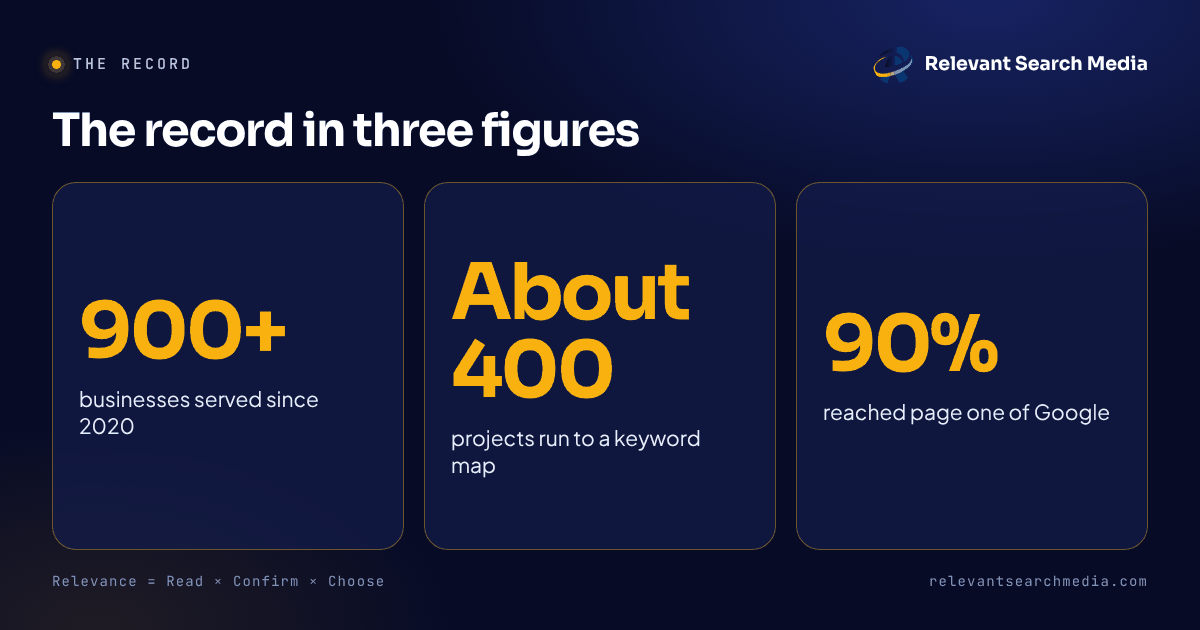 THE RECORD
Relevant Search Media
The record in three figures
900+
businesses served since
2020
About
400
projects run to a keyword
map
90%
reached page one of Google
Relevance = Read × Confirm × Choose
relevantsearchmedia.com